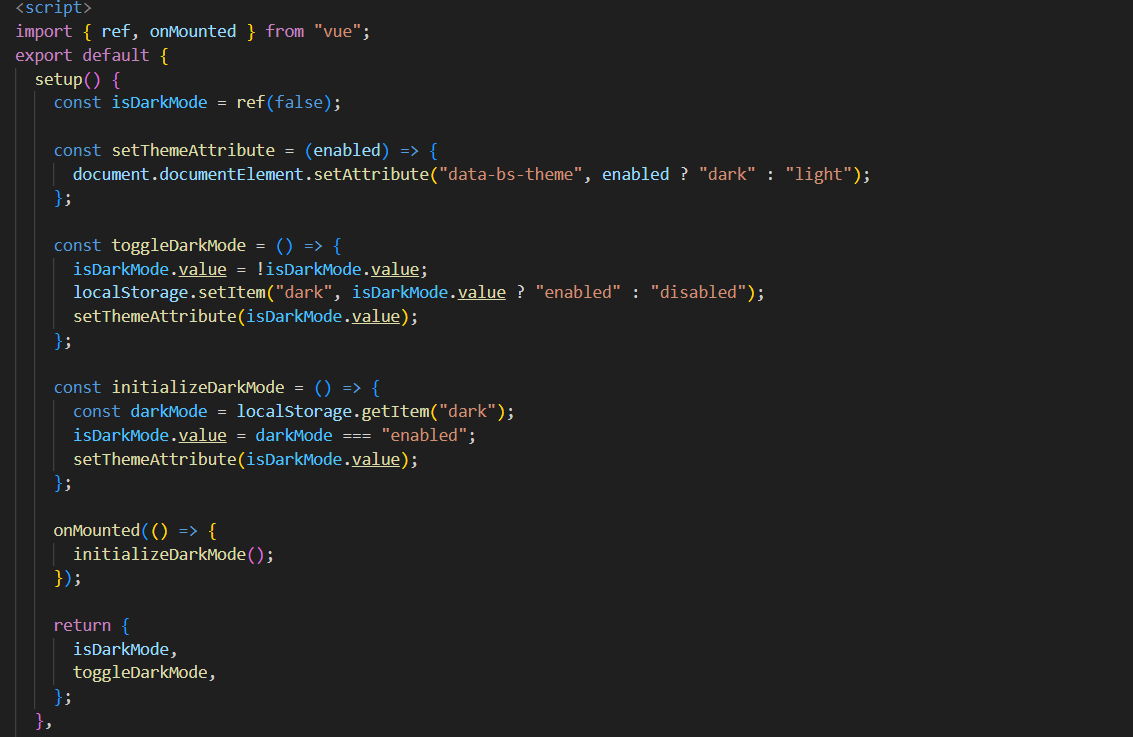 <script>
import { ref, onMounted } from "vue";
export default {
setup() {
const isDarkMode = ref(false);
const setThemeAttribute = (enabled) => {
document.documentElement.setAttribute("data-bs-theme", enabled ? "dark" : "light");
};
const toggleDarkMode = () => {
isDarkMode.value = !isDarkMode.value;
localStorage.setItem("dark", isDarkMode.value ? "enabled" : "disabled");
setThemeAttribute(isDarkMode.value);
};
const initializeDarkMode = () => {
const darkMode = localStorage.getItem("dark");
isDarkMode.value = darkMode === "enabled";
setThemeAttribute(isDarkMode.value);
};
onMounted(() => {
initializeDarkMode();
});
return {
isDarkMode,
toggleDarkMode,
};
},